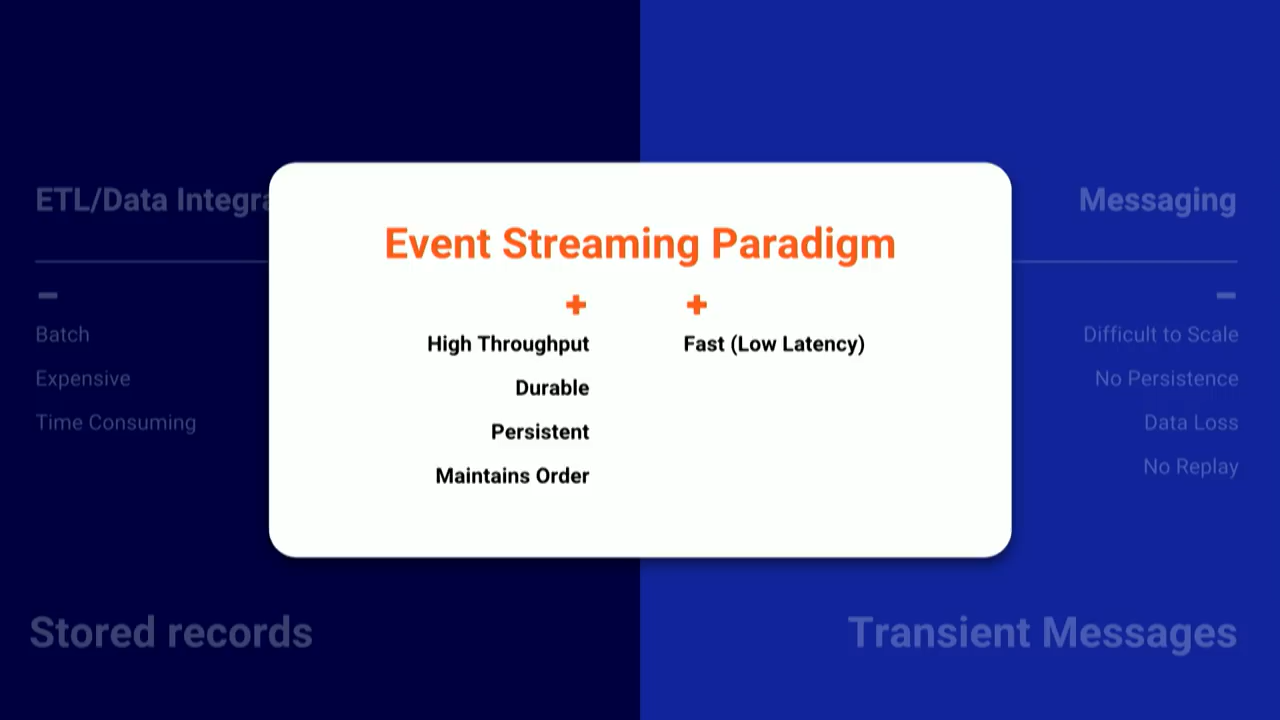 ETL/Data Integra
Batch
Expensive
Time Consuming
Stored records
Event Streaming Paradigm
+ +
High Throughput
Durable
Persistent
Maintains Order
Fast (Low Latency)
Messaging
Difficult to Scale
No Persistence
Data Loss
No Replay
Transient Messages